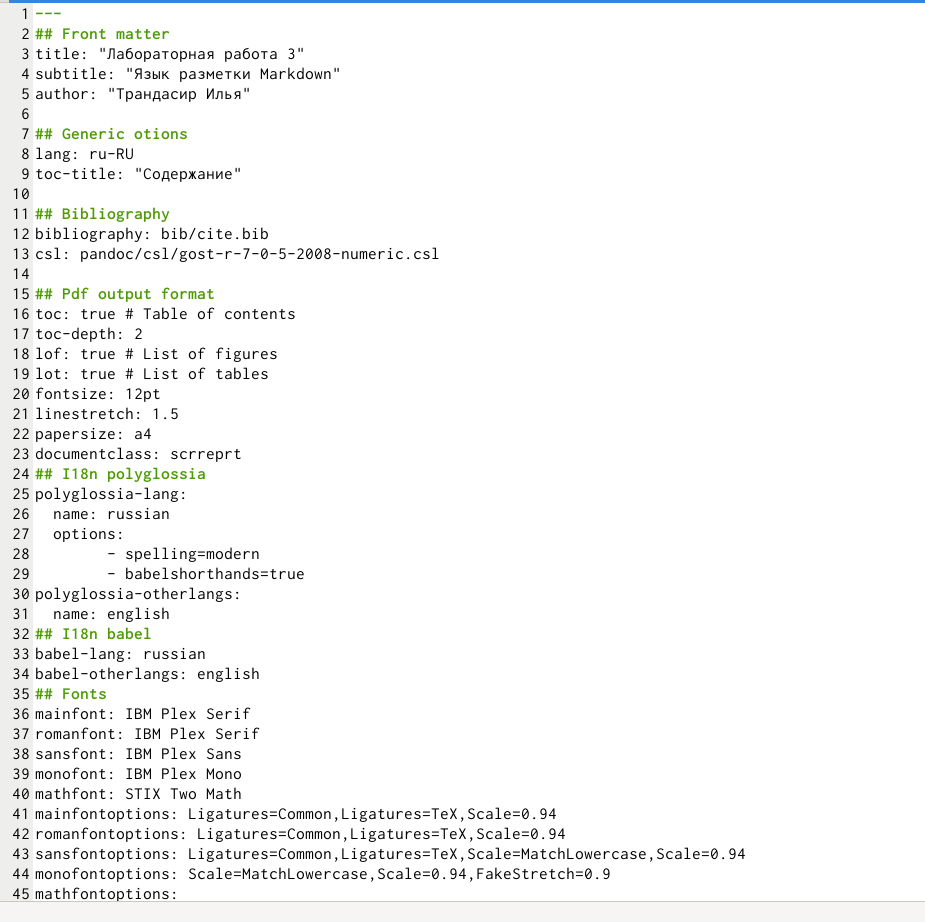 1 ---
2 ## Front matter
3 title: "Лабораторная работа 3"
4 subtitle: "Язык разметки Markdown"
5 author: "Трандасир Илья"
6
7 ## Generic otions
8 lang: ru-RU
9 toc-title: "Содержание"
10
11 ## Bibliography
12 bibliography: bib/cite.bib
13 csl: pandoc/csl/gost-r-7-0-5-2008-numeric.csl
14
15 ## Pdf output format
16 toc: true # Table of contents
17 toc-depth: 2
18 lof: true # List of figures
19 lot: true # List of tables
20 fontsize: 12pt
21 linestretch: 1.5
22 papersize: a4
23 documentclass: scrreprt
24 ## I18n polyglossia
25 polyglossia-lang:
26   name: russian
27   options:
28         - spelling=modern
29         - babelshorthands=true
30 polyglossia-otherlangs:
31   name: english
32 ## I18n babel
33 babel-lang: russian
34 babel-otherlangs: english
35 ## Fonts
36 mainfont: IBM Plex Serif
37 romanfont: IBM Plex Serif
38 sansfont: IBM Plex Sans
39 monofont: IBM Plex Mono
40 mathfont: STIX Two Math
41 mainfontoptions: Ligatures=Common,Ligatures=TeX,Scale=0.94
42 romanfontoptions: Ligatures=Common,Ligatures=TeX,Scale=0.94
43 sansfontoptions: Ligatures=Common,Ligatures=TeX,Scale=MatchLowercase,Scale=0.94
44 monofontoptions: Scale=MatchLowercase,Scale=0.94,FakeStretch=0.9
45 mathfontoptions: